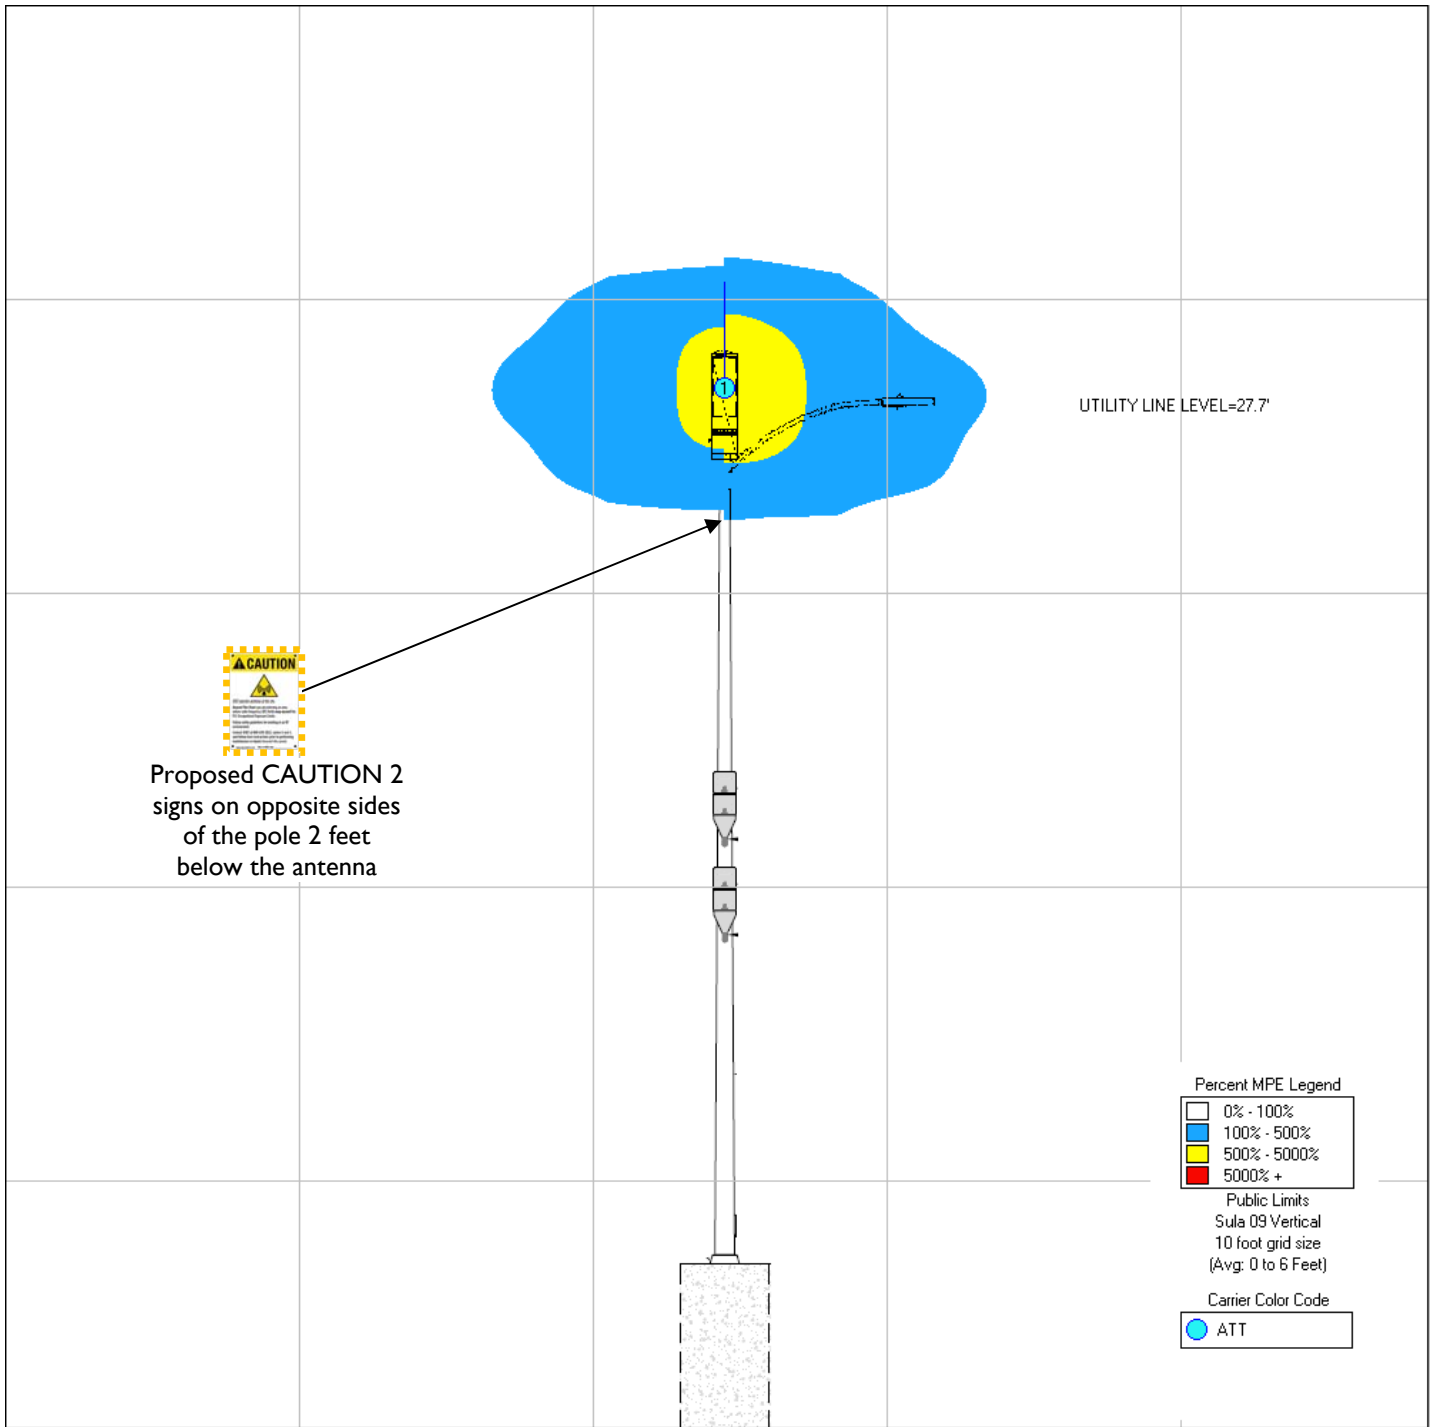 1
UTILITY LINE LEVEL=27.7'
CAUTION
Proposed CAUTION 2
signs on opposite sides
of the pole 2 feet
below the antenna
Percent MPE Legend
0% - 100%
100% - 500%
500% - 5000%
5000% +
Public Limits
Sula 09 Vertical
10 foot grid size
(Avg: 0 to 6 Feet)
Carrier Color Code
ATT